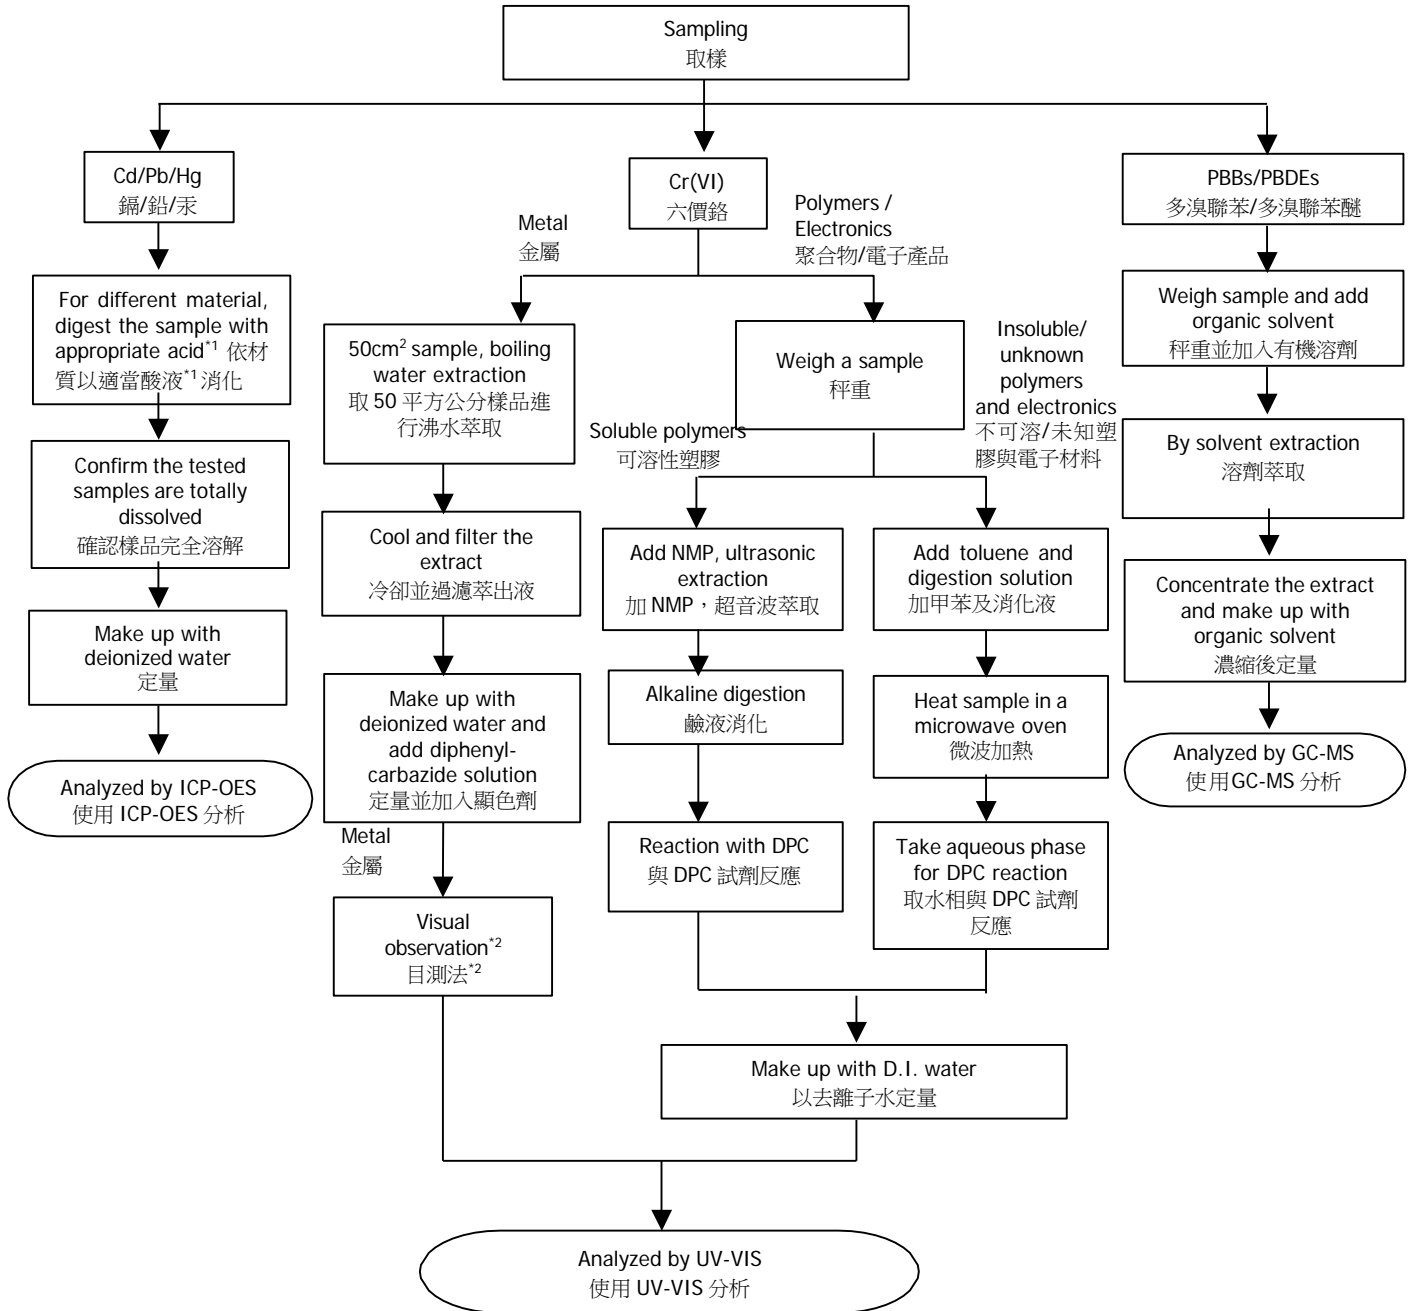 Sampling
取樣
Cd/Pb/Hg
鎘/鉛/汞
Cr(VI)
六價鉻
PBBs/PBDEs
多溴聯苯/多溴聯苯醚
Metal
金屬
Polymers /
Electronics
聚合物/電子產品
For different material,
digest the sample with
appropriate acid*1 依材
質以適當酸液*1消化
50cm2 sample, boiling
water extraction
取 50 平方公分樣品進
行沸水萃取
Weigh a sample
秤重
Insoluble/
unknown
polymers
and electronics
不可溶/未知塑
膠與電子材料
Weigh sample and add
organic solvent
秤重並加入有機溶劑
Soluble polymers
可溶性塑膠
By solvent extraction
溶劑萃取
Confirm the tested
samples are totally
dissolved
確認樣品完全溶解
Cool and filter the
extract
冷卻並過濾萃出液
Add NMP, ultrasonic
extraction
加 NMP，超音波萃取
Add toluene and
digestion solution
加甲苯及消化液
Concentrate the extract
and make up with
organic solvent
濃縮後定量
Make up with
deionized water
定量
Make up with
deionized water and
add diphenyl-
carbazide solution
定量並加入顯色劑
Alkaline digestion
鹼液消化
Heat sample in a
microwave oven
微波加熱
Analyzed by GC-MS
使用GC-MS 分析
Analyzed by ICP-OES
使用 ICP-OES 分析
Metal
金屬
Reaction with DPC
與 DPC 試劑反應
Take aqueous phase
for DPC reaction
取水相與 DPC 試劑
反應
Visual
observation*2
目測法*2
Make up with D.I. water
以去離子水定量
Analyzed by UV-VIS
使用 UV-VIS 分析